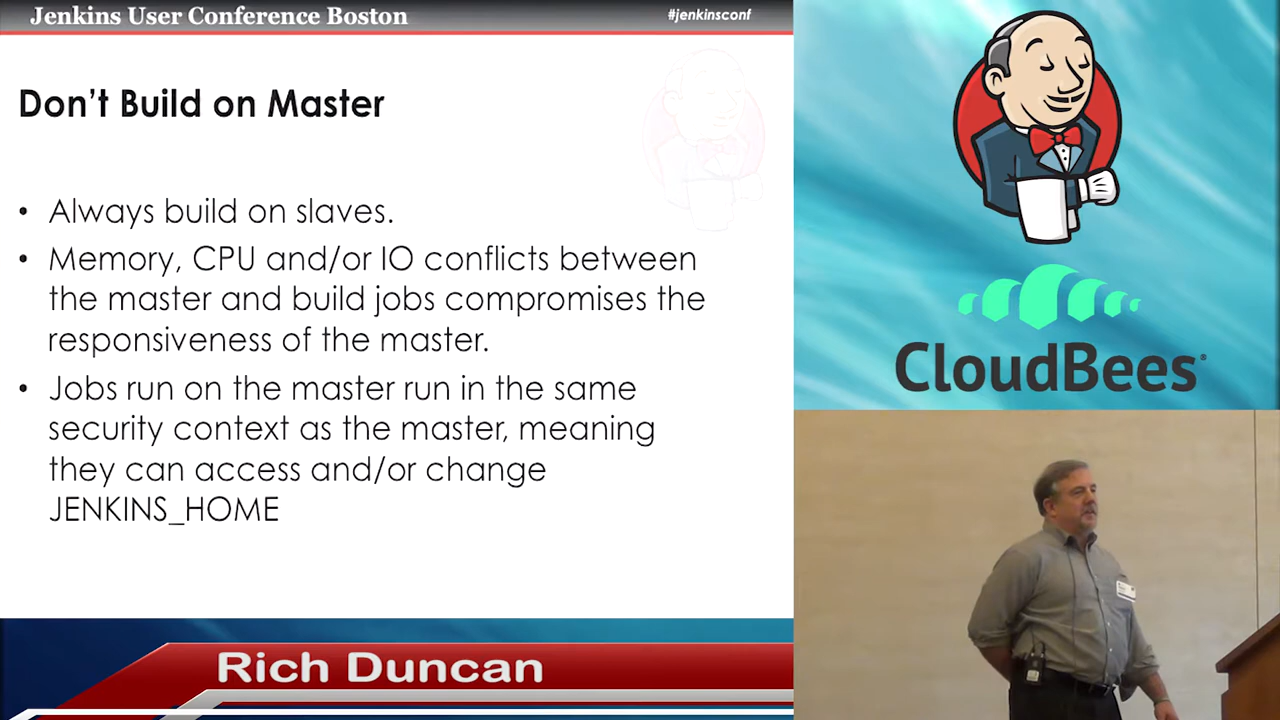 Jenkins User Conference Boston
#jenkinsconf
Don't Build on Master
• Always build on slaves.
• Memory, CPU and/or IO conflicts between
the master and build jobs compromises the
responsiveness of the master.
• Jobs run on the master run in the same
security context as the master, meaning
they can access and/or change
JENKINS_HOME
CloudBees®
Rich Duncan